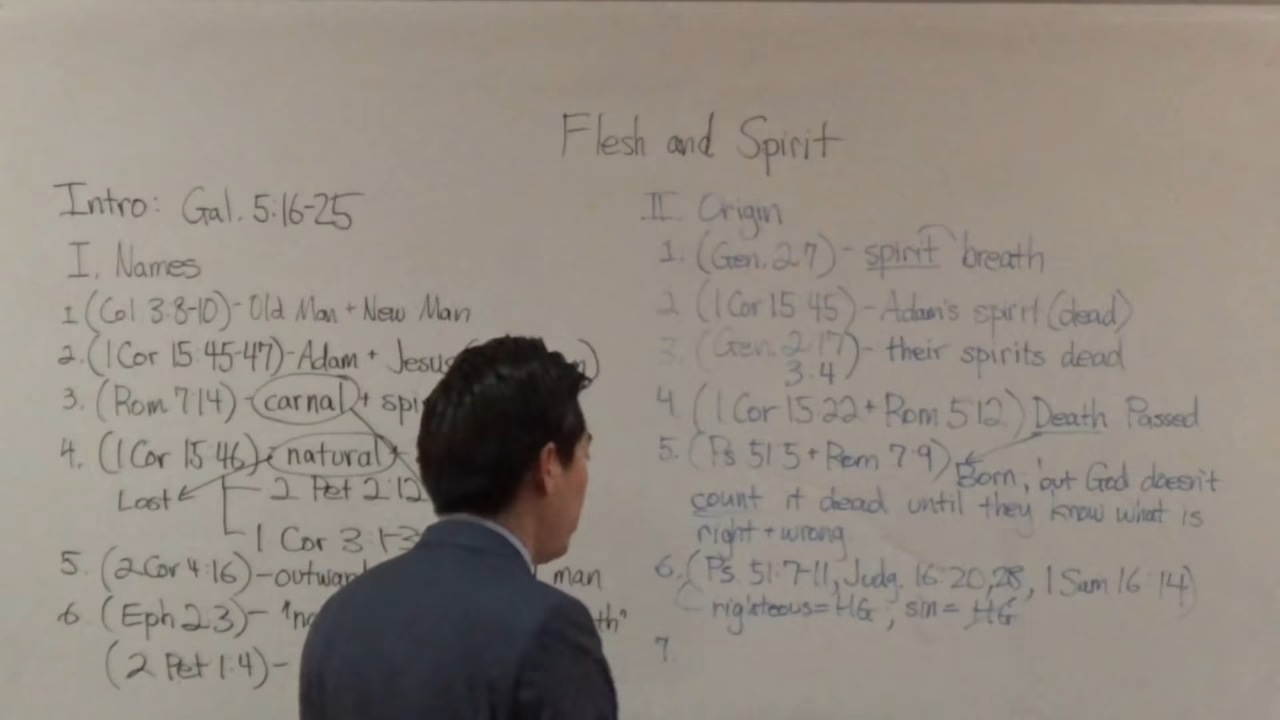 Flesh and Spirit
Intro: Gal. 5:16-25
I. Names
1 (Col 3:8-10)- Old Man + New Man
2. (1 Cor 15:45-47)-Adam + Jesus
3. (Rom 7:14) - carnal + spi
4. (1 Cor 15:46) - natural
Lost
2 Pet 2:12
1 Cor 3:1-3
5. (2 Cor 4:16)-outwar man
6 (Eph 2:3)- "
(2 Pet 1:4)-
II. Origin
1. (Gen. 2:7) - spirit breath
2 (1 Cor 15:45) - Adam's spirit (dead)
3. (Gen. 2:17)- their spirits dead
3:4
4 (1 Cor 15:22 + Rom 5:12) Death Passed
5. (Ps 51:5 + Rom 7:9) Born, but God doesn't
count it dead until they know what is
right + wrong
6. (Ps. 51:7-11, Judg. 16:20,28, 1 Sam 16:14)
righteous= HG ; sin= HG
7.